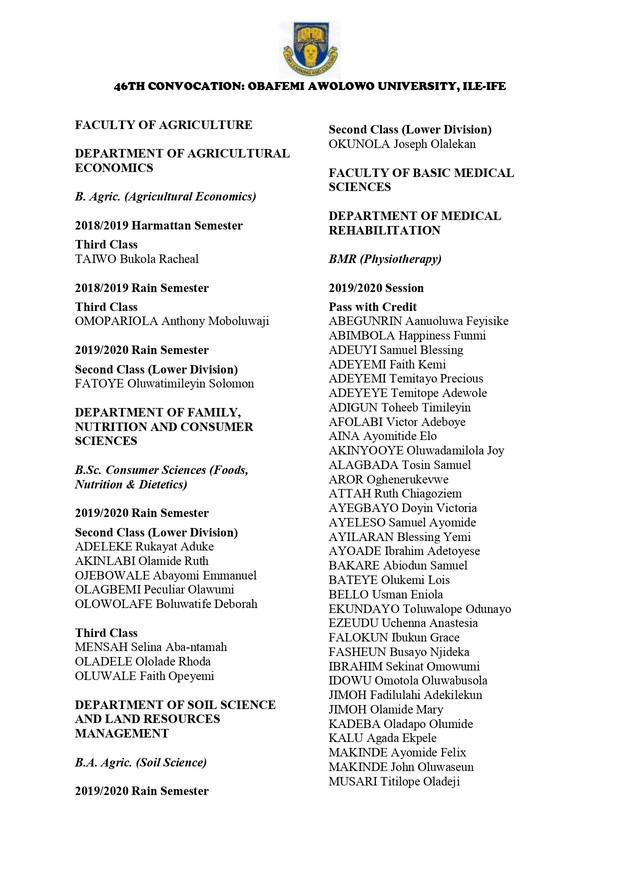 46TH CONVOCATION: OBAFEMI AWOLOWO UNIVERSITY, ILE-IFE
FACULTY OF AGRICULTURE
DEPARTMENT OF AGRICULTURAL
ECONOMICS
B. Agric. (Agricultural Economics)
2018/2019 Harmattan Semester
Third Class
TAIWO Bukola Racheal
2018/2019 Rain Semester
Third Class
OMOPARIOLA Anthony Moboluwaji
2019/2020 Rain Semester
Second Class (Lower Division)
FATOYE Oluwatimileyin Solomon
DEPARTMENT OF FAMILY,
NUTRITION AND CONSUMER
SCIENCES
B.Sc. Consumer Sciences (Foods,
Nutrition & Dietetics)
2019/2020 Rain Semester
Second Class (Lower Division)
ADELEKE Rukayat Aduke
AKINLABI Olamide Ruth
OJEBOWALE Abayomi Emmanuel
OLAGBEMI Peculiar Olawumi
OLOWOLAFE Boluwatife Deborah
Third Class
MENSAH Selina Aba-ntamah
OLADELE Ololade Rhoda
OLUWALE Faith Opeyemi
DEPARTMENT OF SOIL SCIENCE
AND LAND RESOURCES
MANAGEMENT
B.A. Agric. (Soil Science)
2019/2020 Rain Semester
Second Class (Lower Division)
OKUNOLA Joseph Olalekan
FACULTY OF BASIC MEDICAL
SCIENCES
DEPARTMENT OF MEDICAL
REHABILITATION
BMR (Physiotherapy)
2019/2020 Session
Pass with Credit
ABEGUNRIN Aanuoluwa Feyisike
ABIMBOLA Happiness Funmi
ADEUYI Samuel Blessing
ADEYEMI Faith Kemi
ADEYEMI Temitayo Precious
ADEYEYE Temitope Adewole
ADIGUN Toheeb Timileyin
AFOLABI Victor Adeboye
AINA Ayomitide Elo
AKINYOOYE Oluwadamilola Joy
ALAGBADA Tosin Samuel
AROR Oghenerukevwe
ATTAH Ruth Chiagoziem
AYEGBAYO Doyin Victoria
AYELESO Samuel Ayomide
AYILARAN Blessing Yemi
AYOADE Ibrahim Adetoyese
BAKARE Abiodun Samuel
BATEYE Olukemi Lois
BELLO Usman Eniola
EKUNDAYO Toluwalope Odunayo
EZEUDU Uchenna Anastesia
FALOKUN Ibukun Grace
FASHEUN Busayo Njideka
IBRAHIM Sekinat Omowumi
IDOWU Omotola Oluwabusola
JIMOH Fadilulahi Adekilekun
JIMOH Olamide Mary
KADEBA Oladapo Olumide
KALU Agada Ekpele
MAKINDE Ayomide Felix
MAKINDE John Oluwaseun
MUSARI Titilope Oladeji